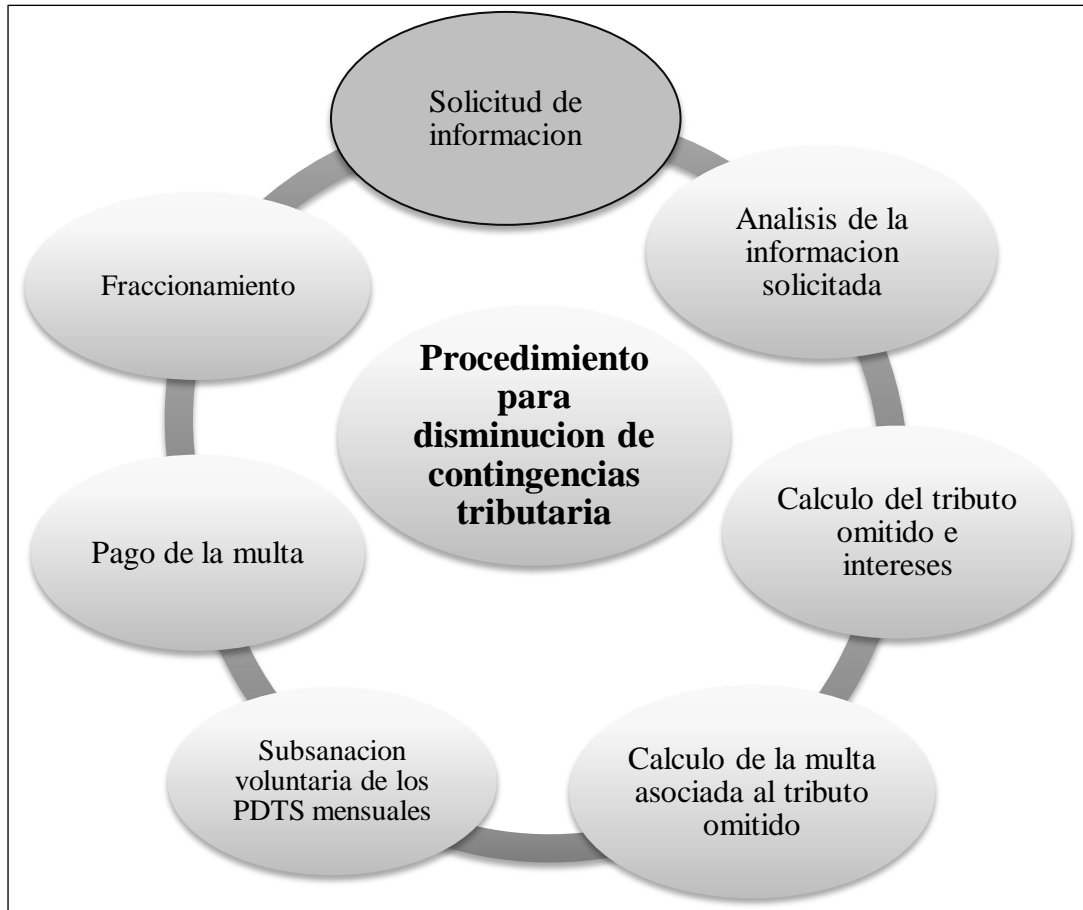 Solicitud de
informacion
Analisis de la
informacion
solicitada
Calculo del tributo
omitido e
intereses
Calculo de la multa
asociada al tributo
omitido
Subsanacion
voluntaria de los
PDTS mensuales
Pago de la multa
Fraccionamiento
Procedimiento
para
disminucion de
contingencias
tributaria